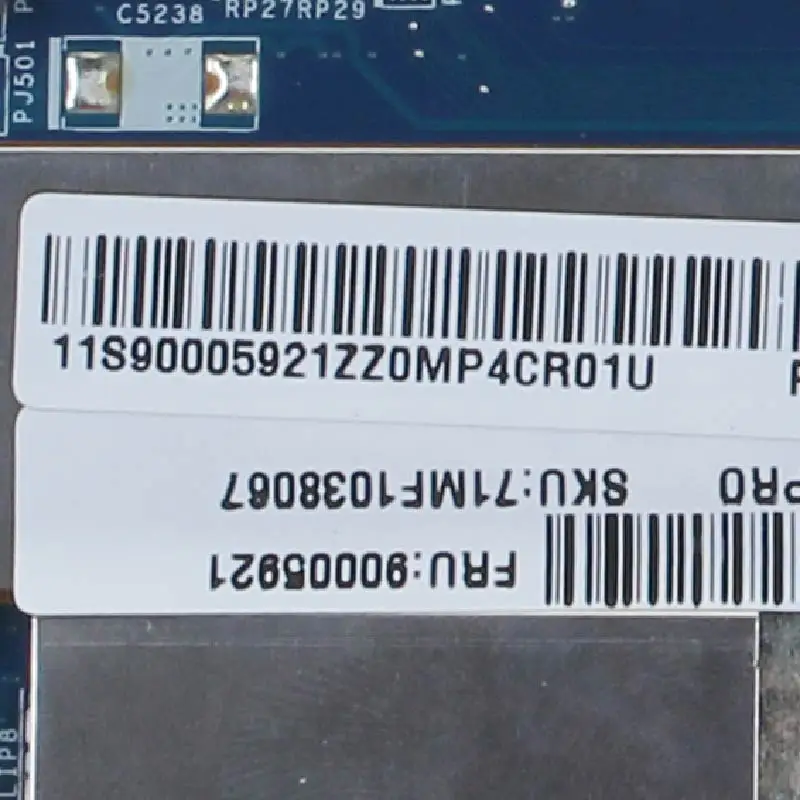 C5238 RP27RP29
PJ501
11S90005921ZZ0MP4CR01U
SKU:71MF1038067
FRU:90005921